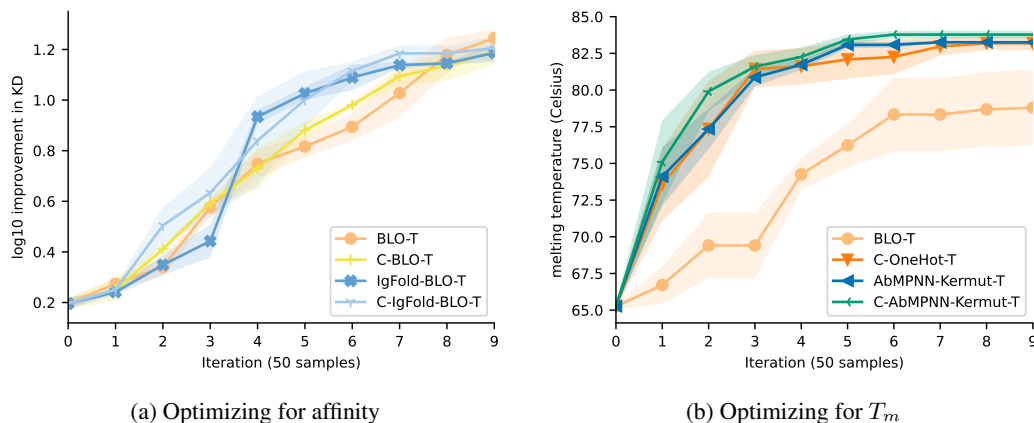 1.2
1.0
0.8
0.6
0.4
0.2
log10 improvement in KD
0 1 2 3 4 5 6 7 8 9
Iteration (50 samples)
BLO-T
C-BLO-T
IgFold-BLO-T
C-IgFold-BLO-T
(a) Optimizing for affinity
85.0
82.5
80.0
77.5
75.0
72.5
70.0
67.5
65.0
melting temperature (Celsius)
0 1 2 3 4 5 6 7 8 9
Iteration (50 samples)
BLO-T
C-OneHot-T
AbMPNN-Kermut-T
C-AbMPNN-Kermut-T
(b) Optimizing for T_m